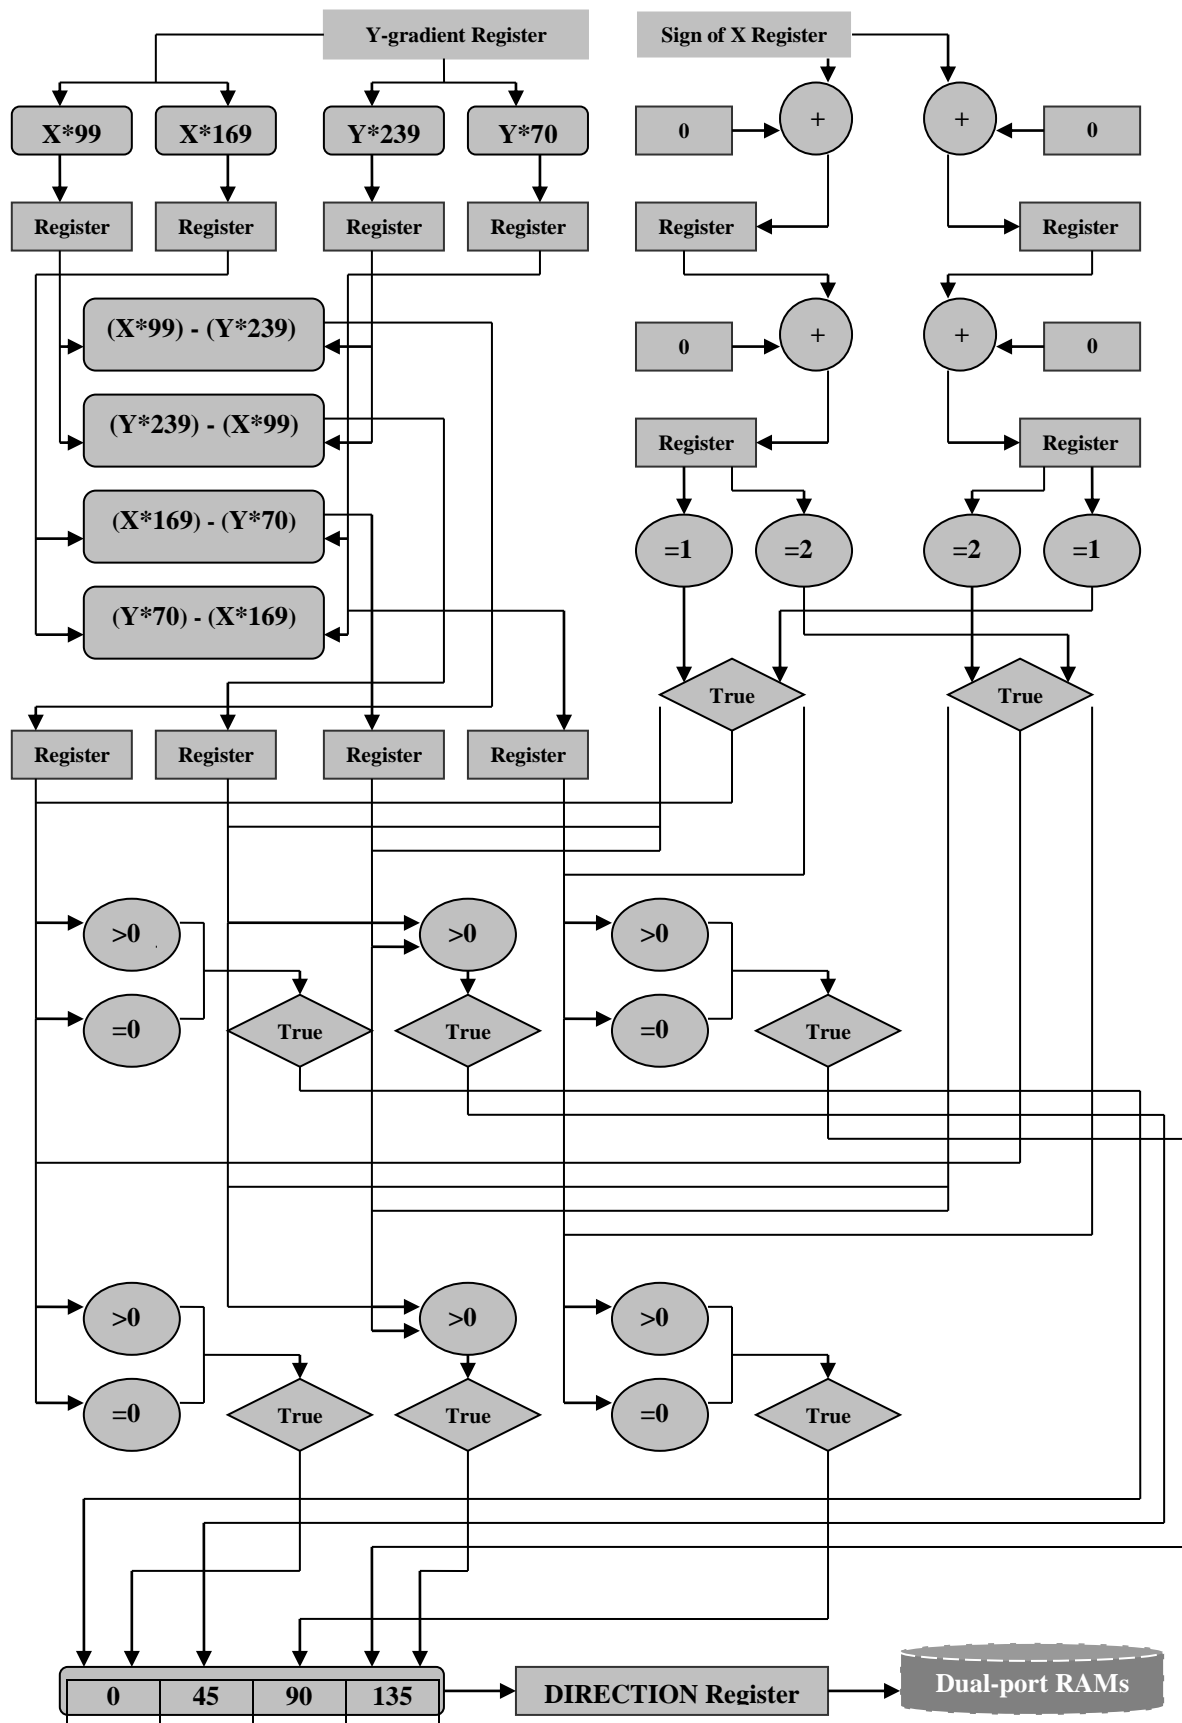 Y-gradient Register Sign of X Register
X*99 X*169 Y*239 Y*70 0 + + 0
Register Register Register Register Register Register
(X*99) - (Y*239) 0 + + 0
(Y*239) - (X*99) Register Register
(X*169) - (Y*70) =1 =2 =2 =1
(Y*70) - (X*169)
True True
Register Register Register Register
>0 >0 >0
=0 True True =0 True
>0 >0 >0
=0 True True =0 True
0 45 90 135 DIRECTION Register Dual-port RAMs